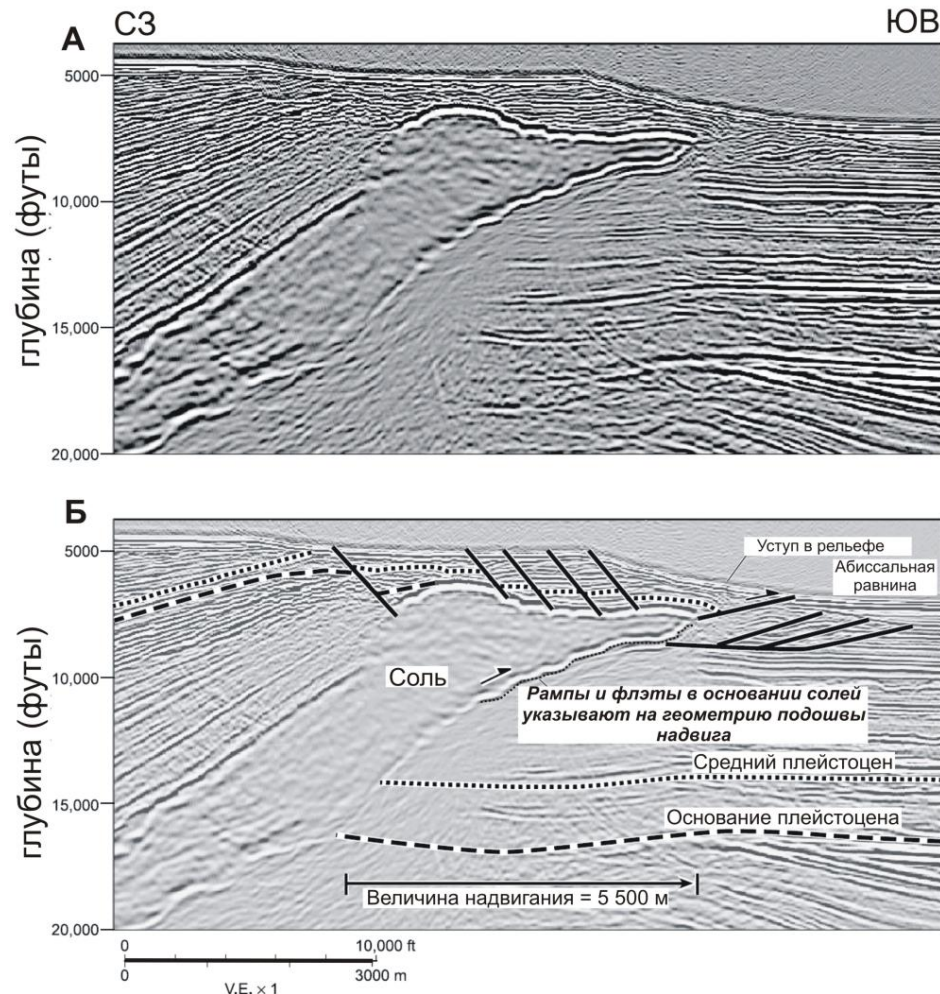 СЗ
ЮВ
А
глубина (футы)
5000
10,000
15,000
20,000
Б
глубина (футы)
5000
10,000
15,000
20,000
Уступ в рельефе
Абиссальная
равнина
Соль
Рампы и флэты в основании солей
указывают на геометрию подошвы
надвига
Средний плейстоцен
Основание плейстоцена
Величина надвигания = 5 500 м
0
10,000 ft
0
3000 m
V.E. × 1